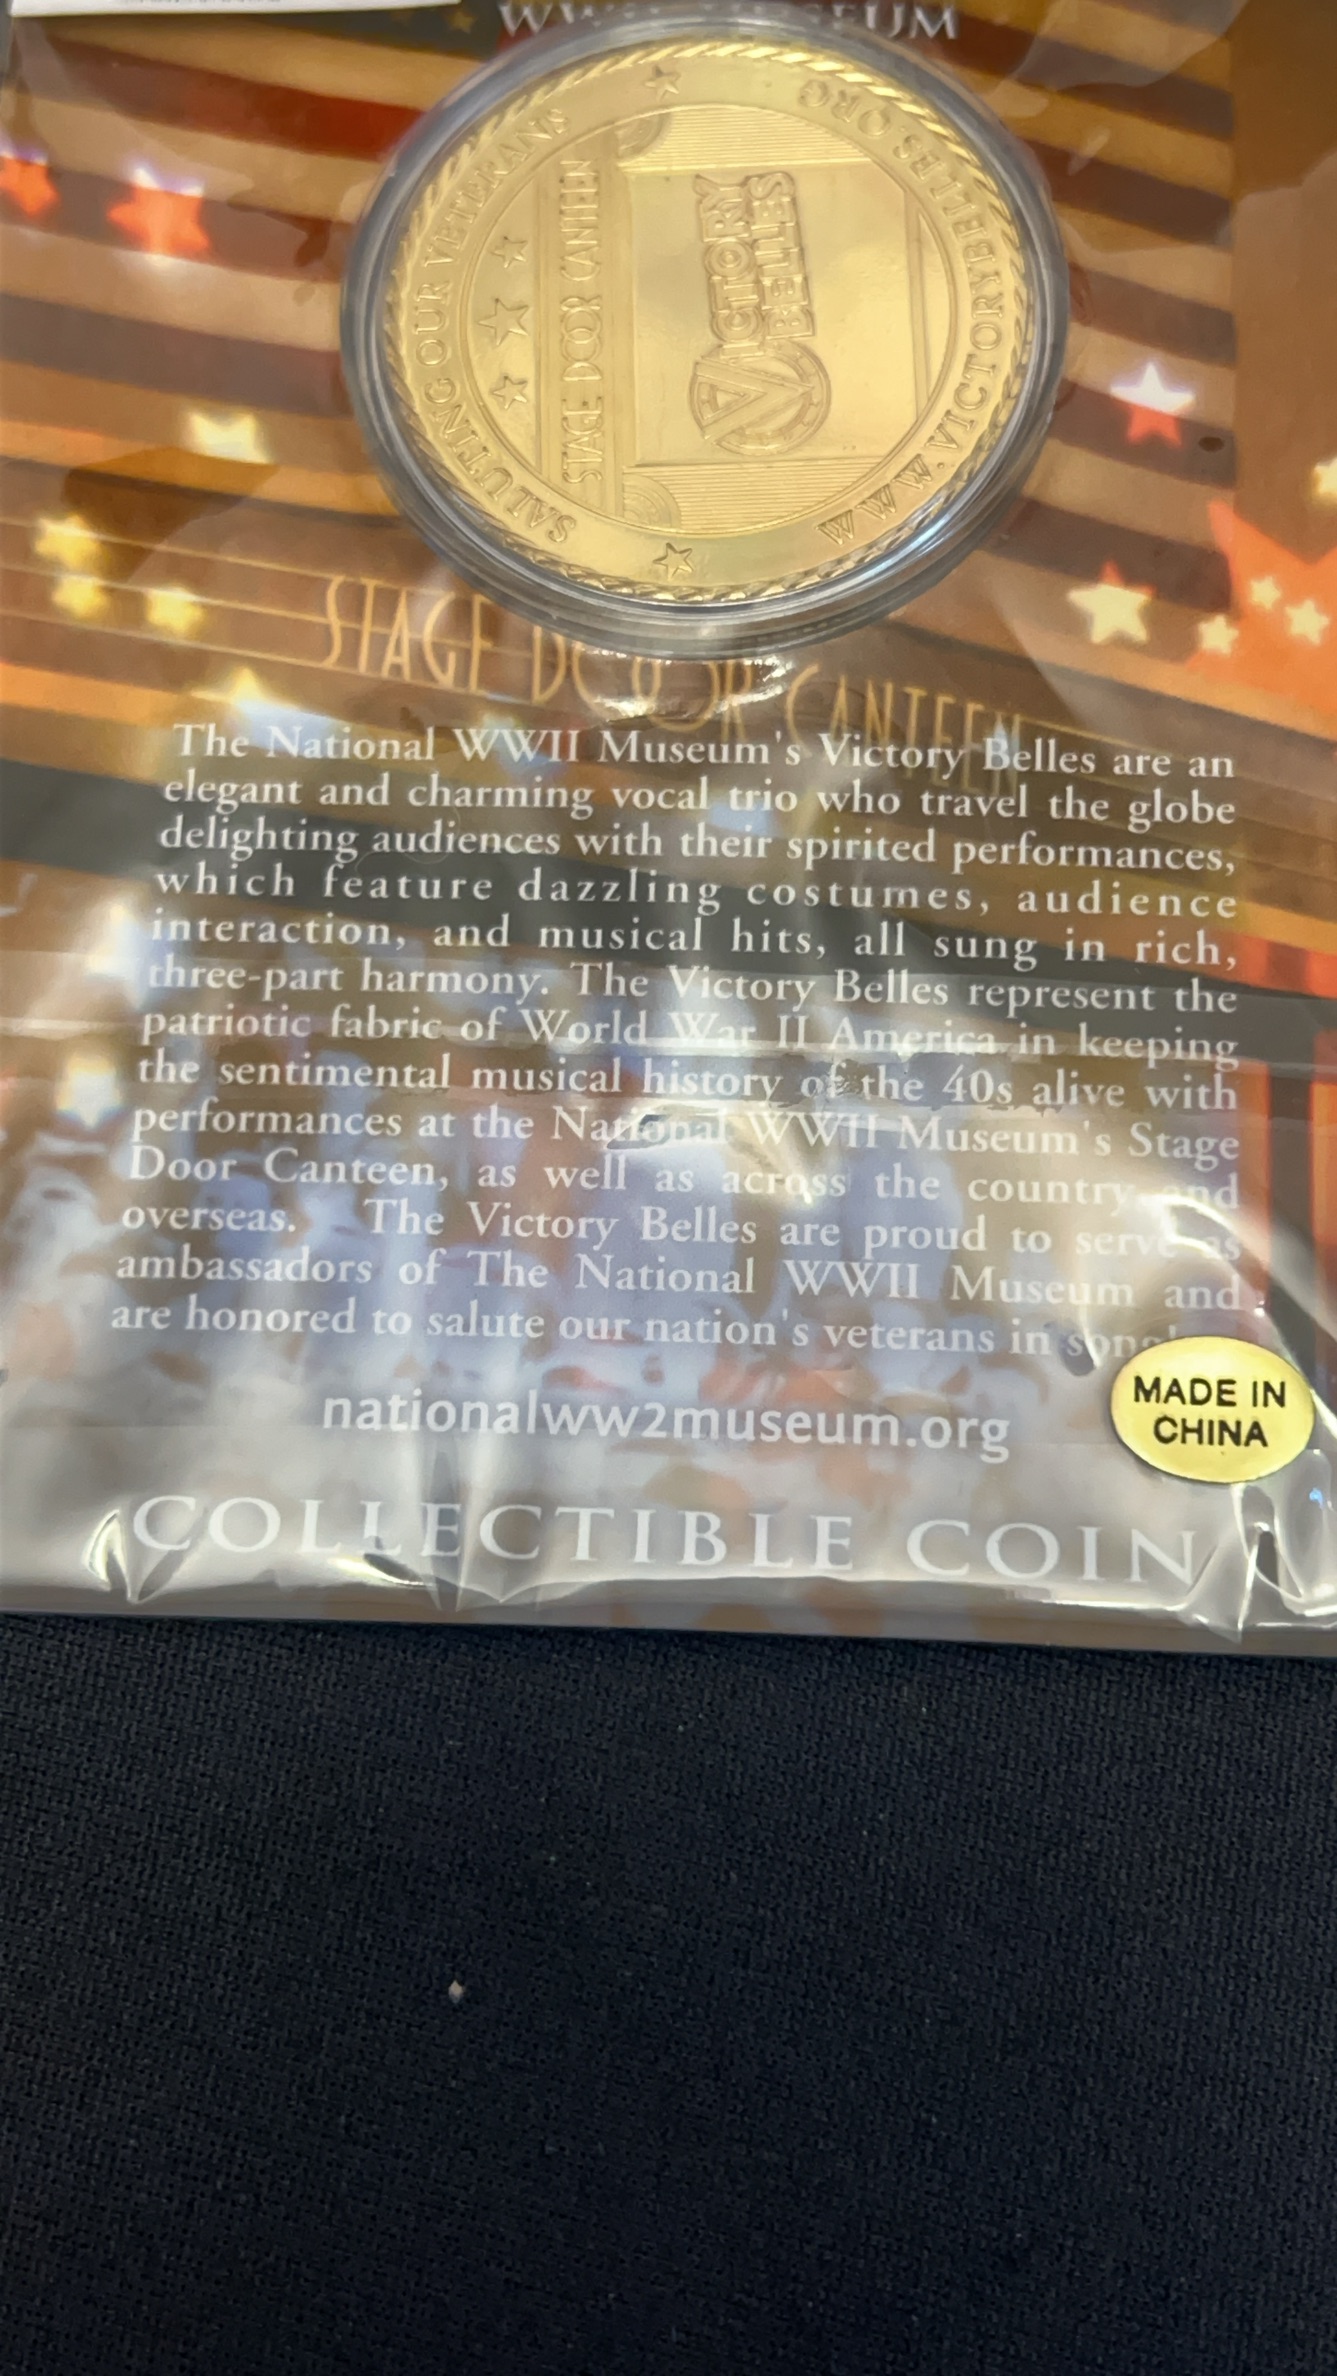 SALUTING OUR VETERANS
STAGE DOOR CANTEEN
VICTORY
BELLES
WWW.VICTORYBELLES.ORG
STAGE DOOR CANTEEN
The National WWII Museum's Victory Belles are an
elegant and charming vocal trio who travel the globe
delighting audiences with their spirited performances,
which feature dazzling costumes, audience
interaction, and musical hits, all sung in rich,
three-part harmony. The Victory Belles represent the
patriotic fabric of World War II America in keeping
the sentimental musical history of the 40s alive with
performances at the National WWII Museum's Stage
Door Canteen, as well as across the country and
overseas. The Victory Belles are proud to serve as
ambassadors of The National WWII Museum and
are honored to salute our nation's veterans in
nationalww2museum.org
MADE IN
CHINA
COLLECTIBLE COIN